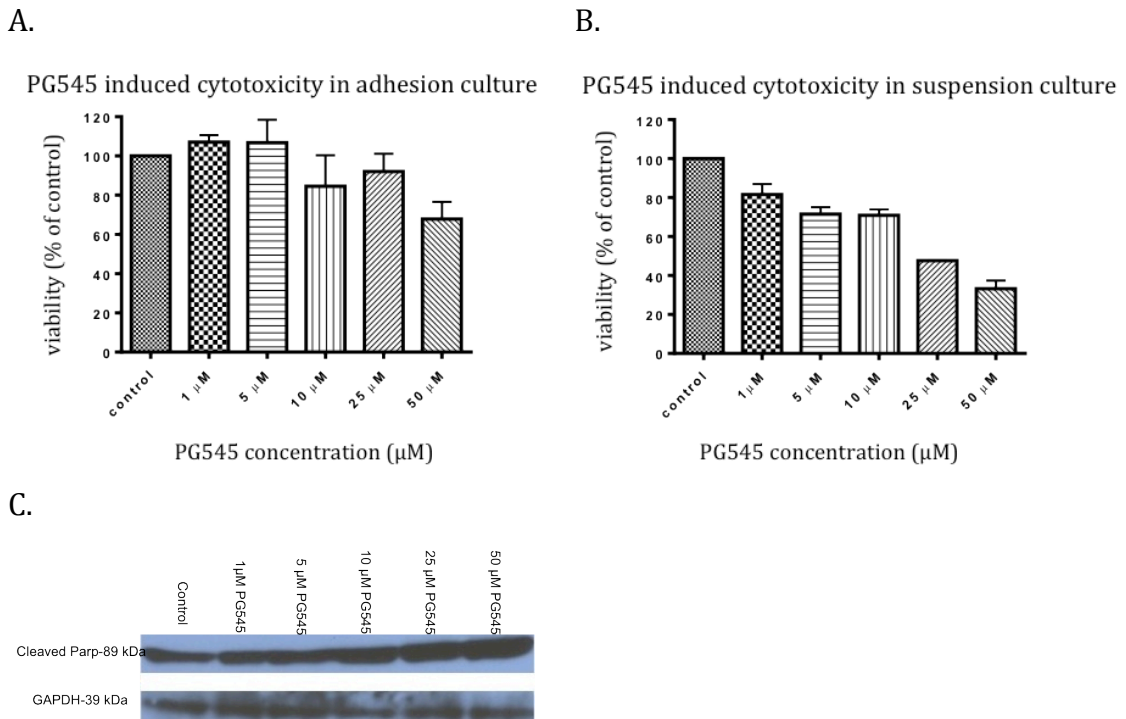 A.
B.
PG545 induced cytotoxicity in adhesion culture
viability (% of control)
120
100
80
60
40
20
0
control
1 μM
5 μM
10 μM
25 μM
50 μM
PG545 concentration (μM)
PG545 induced cytotoxicity in suspension culture
viability (% of control)
120
100
80
60
40
20
0
control
1μM
5 μM
10 μM
25 μM
50 μM
PG545 concentration (μM)
C.
Control
1μM PG545
5 μM PG545
10 μM PG545
25 μM PG545
50 μM PG545
Cleaved Parp-89 kDa
GAPDH-39 kDa